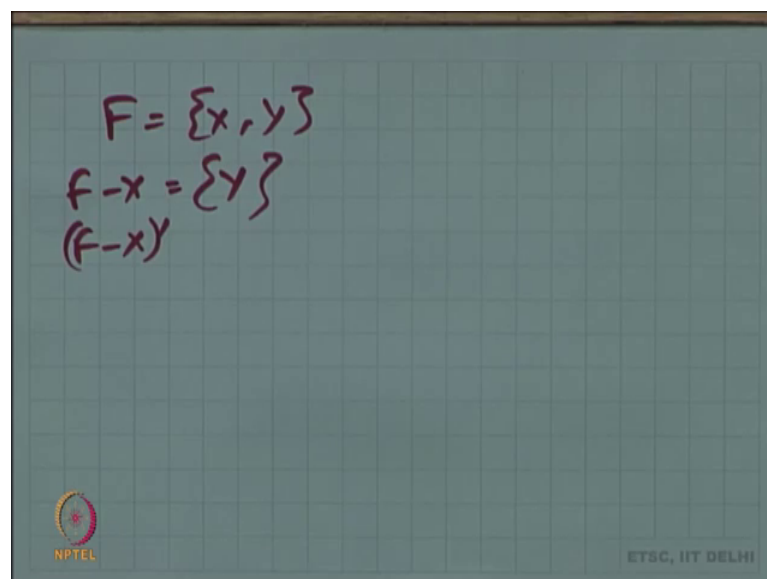 F = {x, y}
F - x = {y}
(F - x)y
NPTEL
ETSC, IIT DELHI